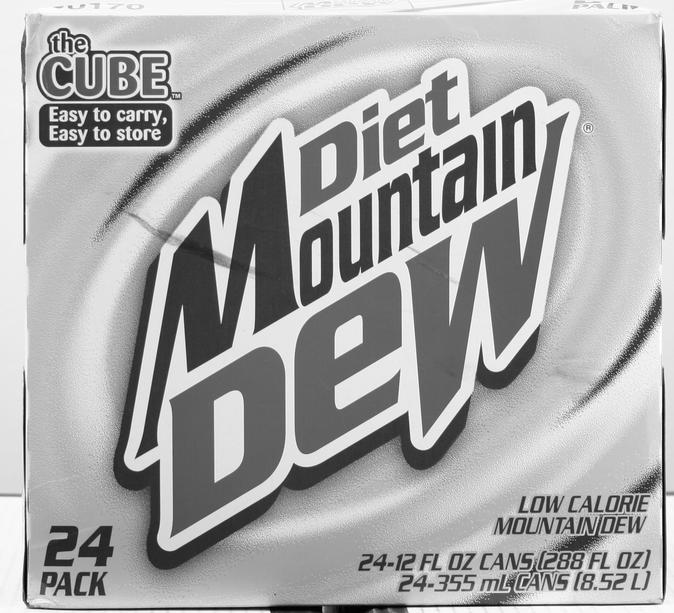 the
CUBE™
Easy to carry,
Easy to store
Diet
Mountain
Dew®
24
PACK
LOW CALORIE
MOUNTAIN DEW
24-12 FL OZ CANS (288 FL OZ)
24-355 mL CANS (8.52 L)